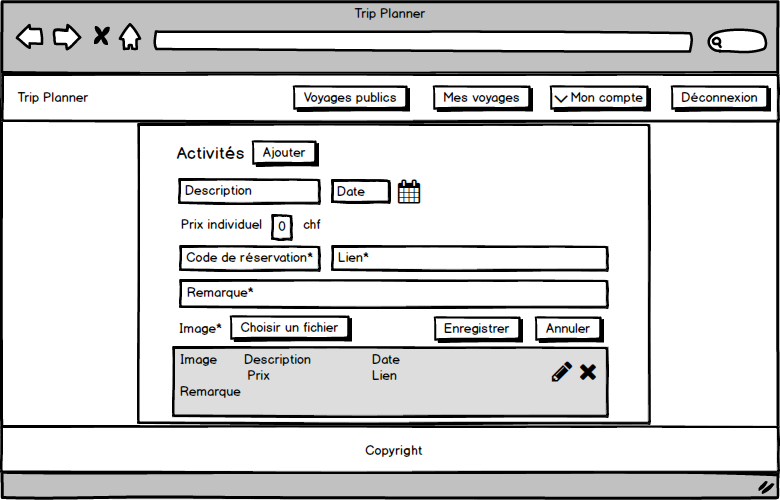 Trip Planner
Trip Planner Voyages publics Mes voyages Mon compte Déconnexion
Activités Ajouter
Description Date
Prix individuel 0 chf
Code de réservation* Lien*
Remarque*
Image* Choisir un fichier Enregistrer Annuler
Image Description Date
Prix Lien
Remarque
Copyright